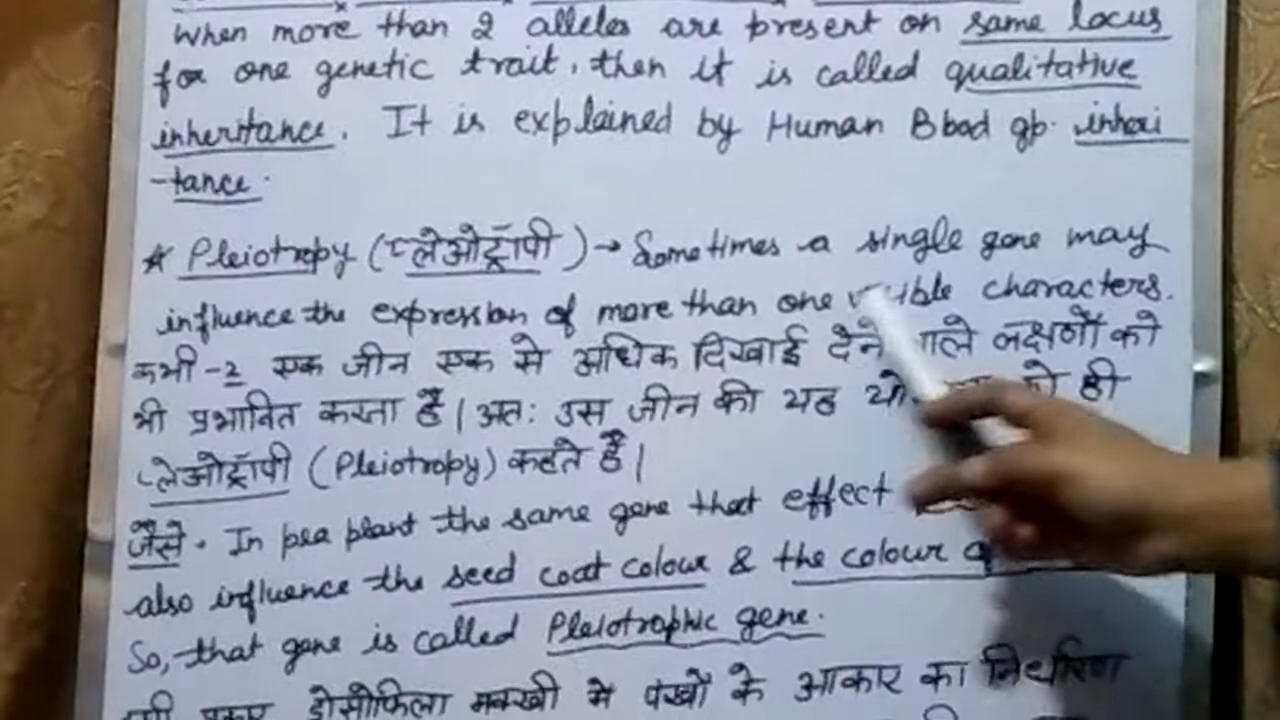 When more than 2 alleles are present on same locus
for one genetic trait, then it is called qualitative
inheritance. It is explained by Human Blood gp. inheri
-tance.
* Pleiotropy (प्लेओट्रॉपी) → Sometimes a single gene may
influence the expression of more than one characters.
कभी-2 एक जीन एक से अधिक दिखाई देने वाले लक्षणों को
भी प्रभावित करता है। अतः उस जीन की यह ही
प्लेओट्रॉपी (Pleiotropy) कहते हैं।
जैसे. In pea plant the same gene that effect
also influence the seed coat colour & the colour
So, that gene is called Pleiotrophic gene.
ड्रोसोफिला मक्खी मे पंखों के आकार का निर्धारण